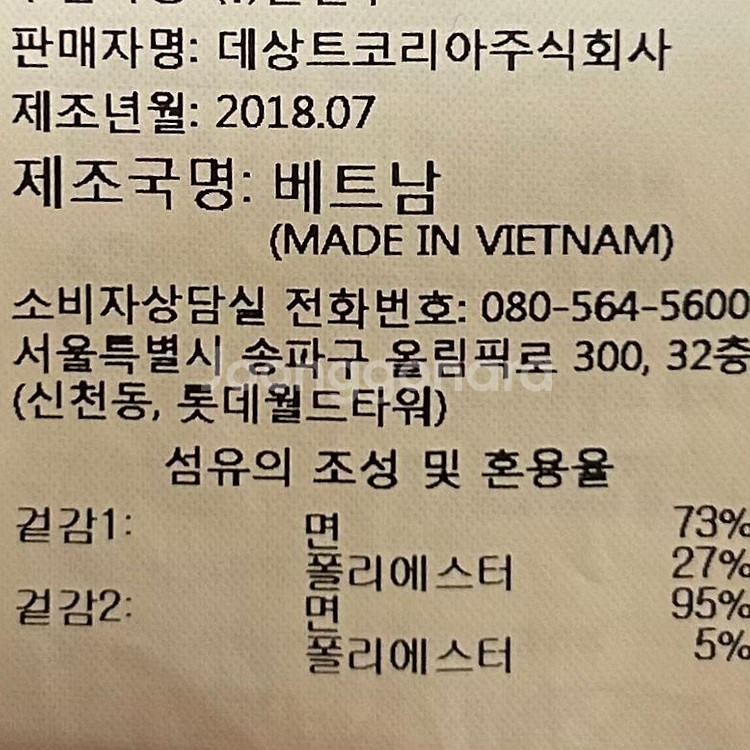 판매자명: 데상트코리아주식회사
제조년월: 2018.07
제조국명: 베트남
(MADE IN VIETNAM)
소비자상담실 전화번호: 080-564-5600
서울특별시 송파구 올림픽로 300, 32층
(신천동, 롯데월드타워)
섬유의 조성 및 혼용율
겉감1: 면 73%
폴리에스터 27%
겉감2: 면 95%
폴리에스터 5%
Joonggonara